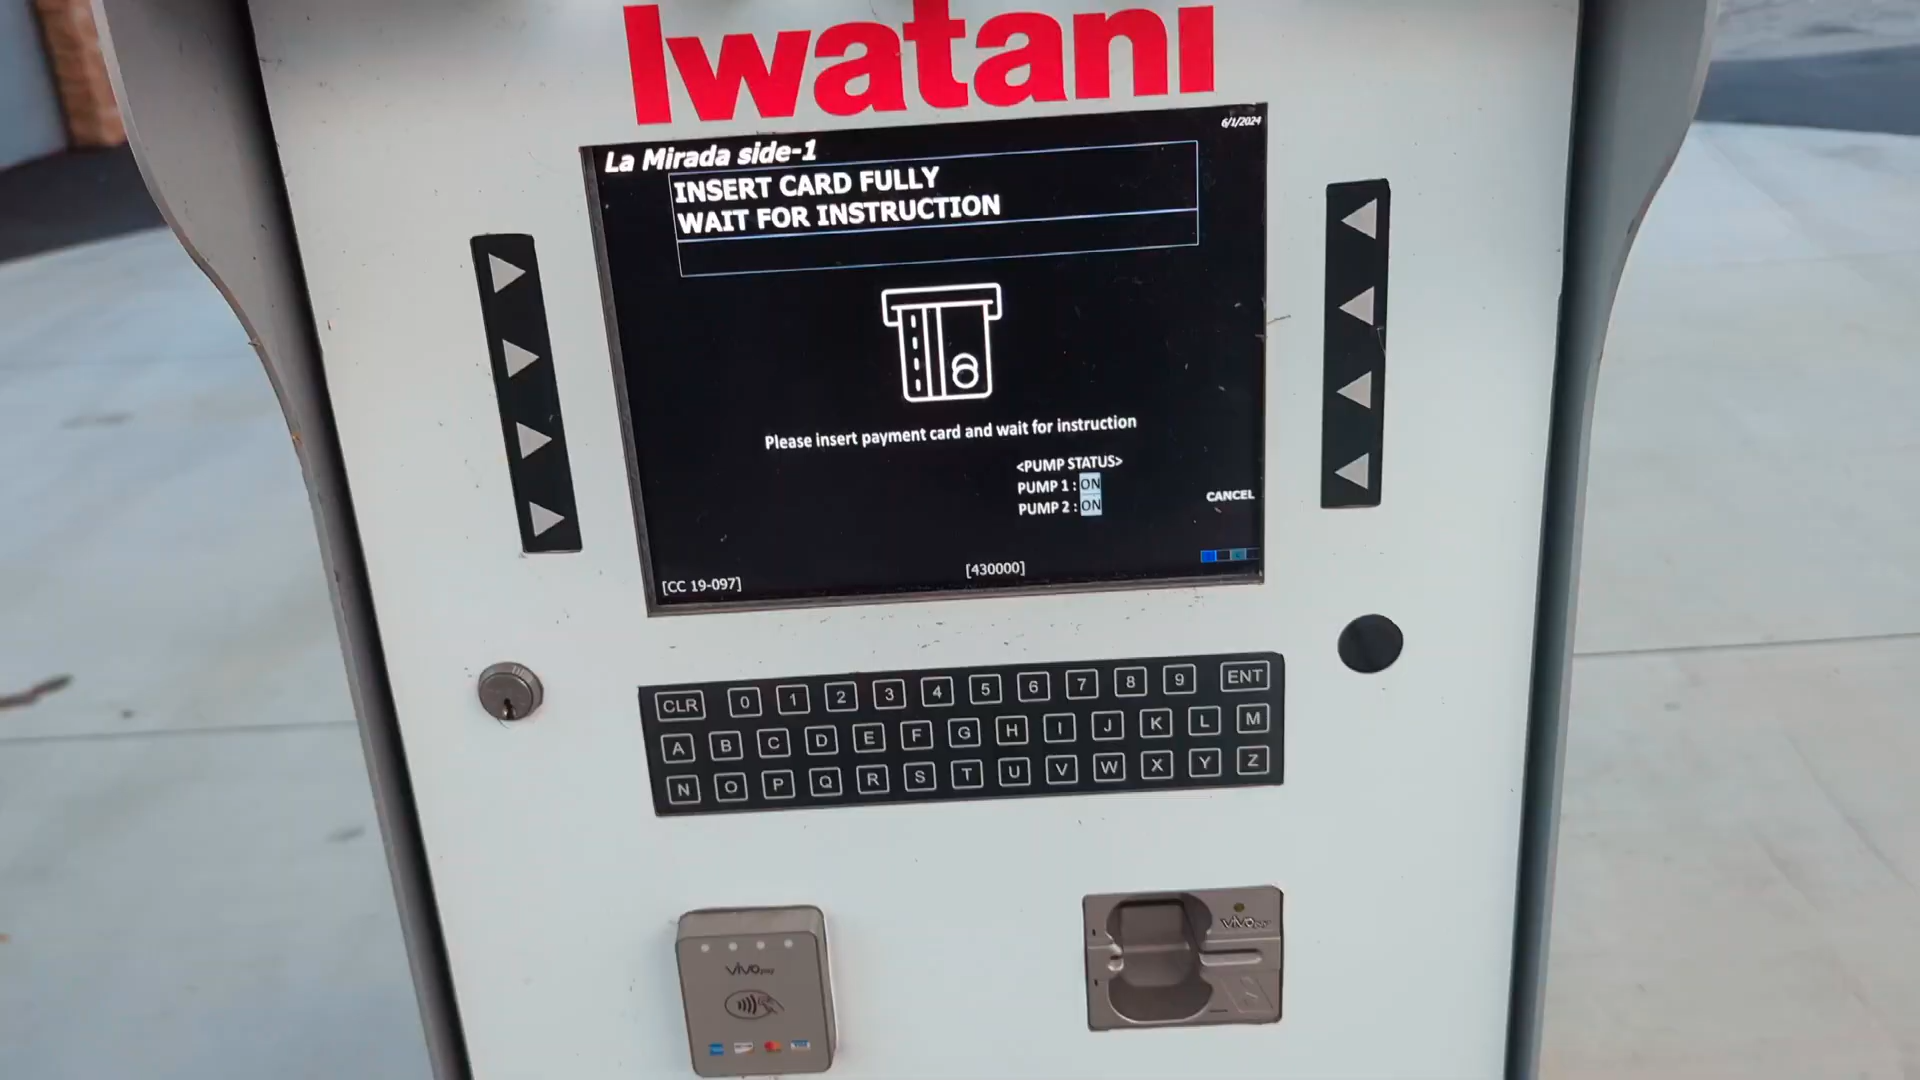 Iwatani
6/1/2024
La Mirada side-1
INSERT CARD FULLY
WAIT FOR INSTRUCTION
Please insert payment card and wait for instruction
<PUMP STATUS>
PUMP 1 : ON
PUMP 2 : ON
CANCEL
[CC 19-097]
[430000]
CLR 0 1 2 3 4 5 6 7 8 9 ENT
A B C D E F G H I J K L M
N O P Q R S T U V W X Y Z
ViVOpay
ViVOpay